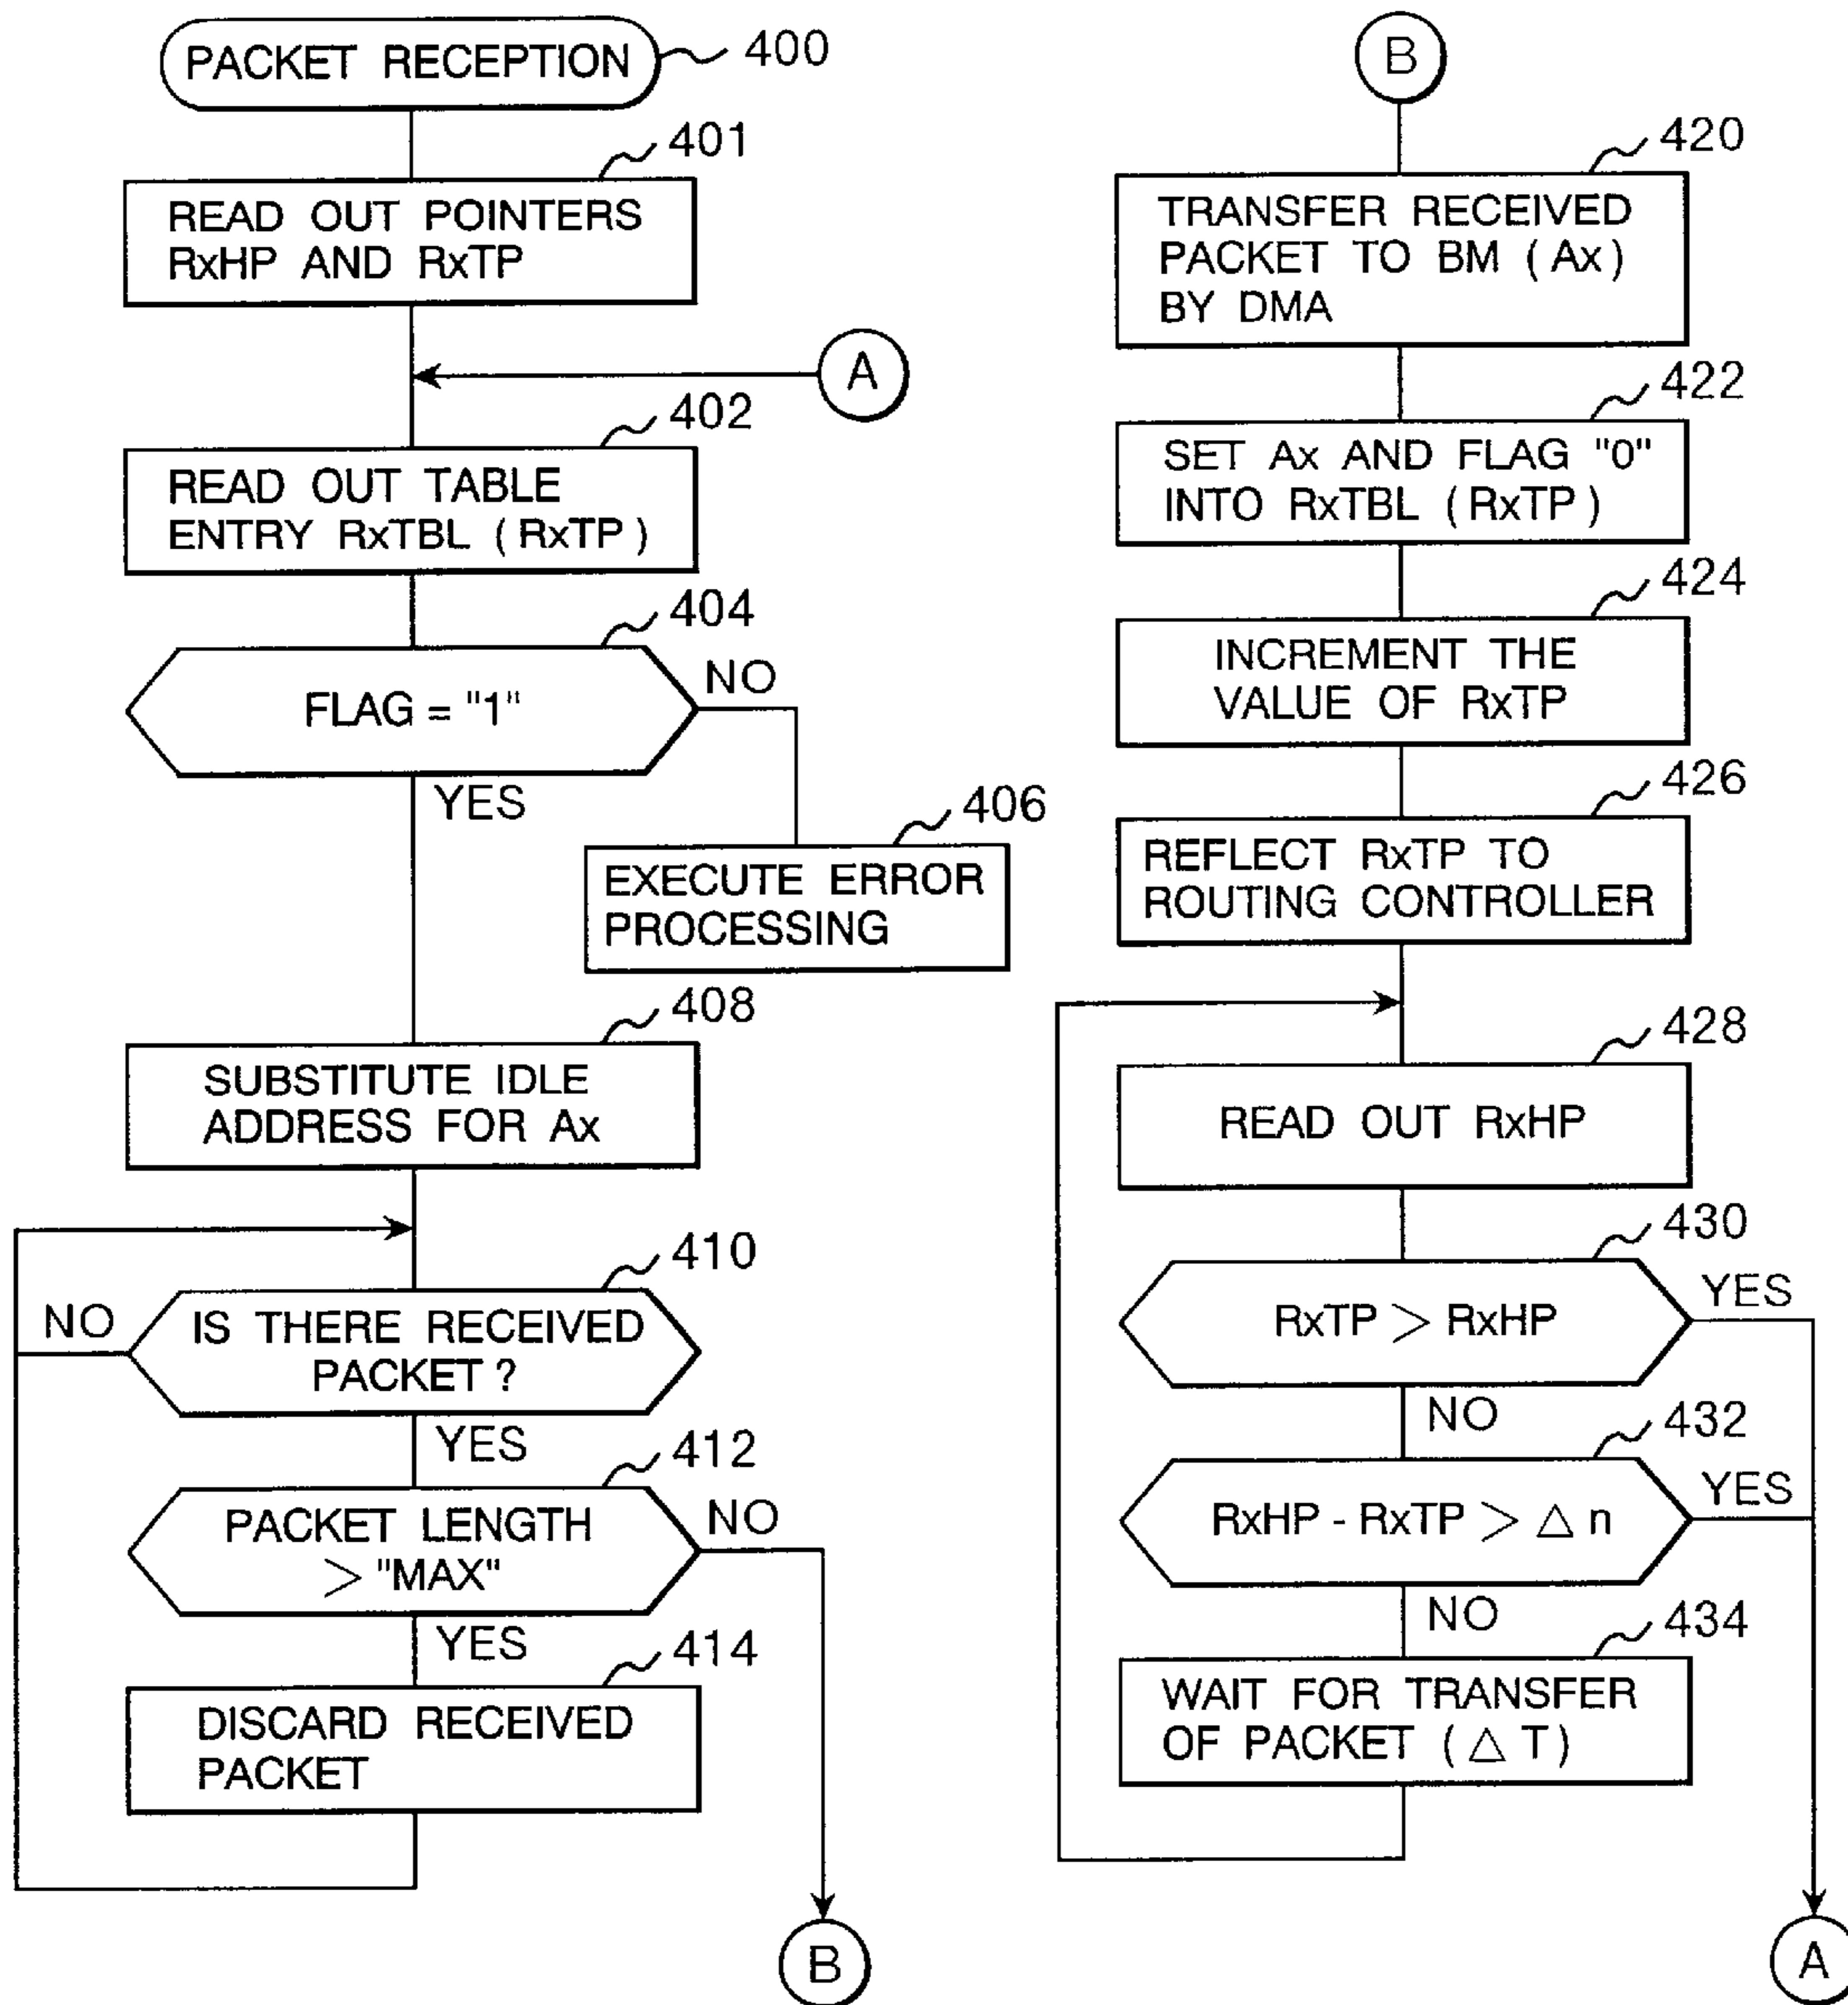 PACKET RECEPTION
400
401
READ OUT POINTERS
RxHP AND RxTP
A
402
READ OUT TABLE
ENTRY RxTBL ( RxTP )
404
FLAG = "1"
NO
YES
406
EXECUTE ERROR
PROCESSING
408
SUBSTITUTE IDLE
ADDRESS FOR Ax
410
NO
IS THERE RECEIVED
PACKET ?
YES
412
PACKET LENGTH
> "MAX"
NO
YES
414
DISCARD RECEIVED
PACKET
B
B
420
TRANSFER RECEIVED
PACKET TO BM ( Ax )
BY DMA
422
SET Ax AND FLAG "0"
INTO RxTBL ( RxTP )
424
INCREMENT THE
VALUE OF RxTP
426
REFLECT RxTP TO
ROUTING CONTROLLER
428
READ OUT RxHP
430
RxTP > RxHP
YES
NO
432
RxHP - RxTP > △ n
YES
NO
434
WAIT FOR TRANSFER
OF PACKET ( △ T )
A